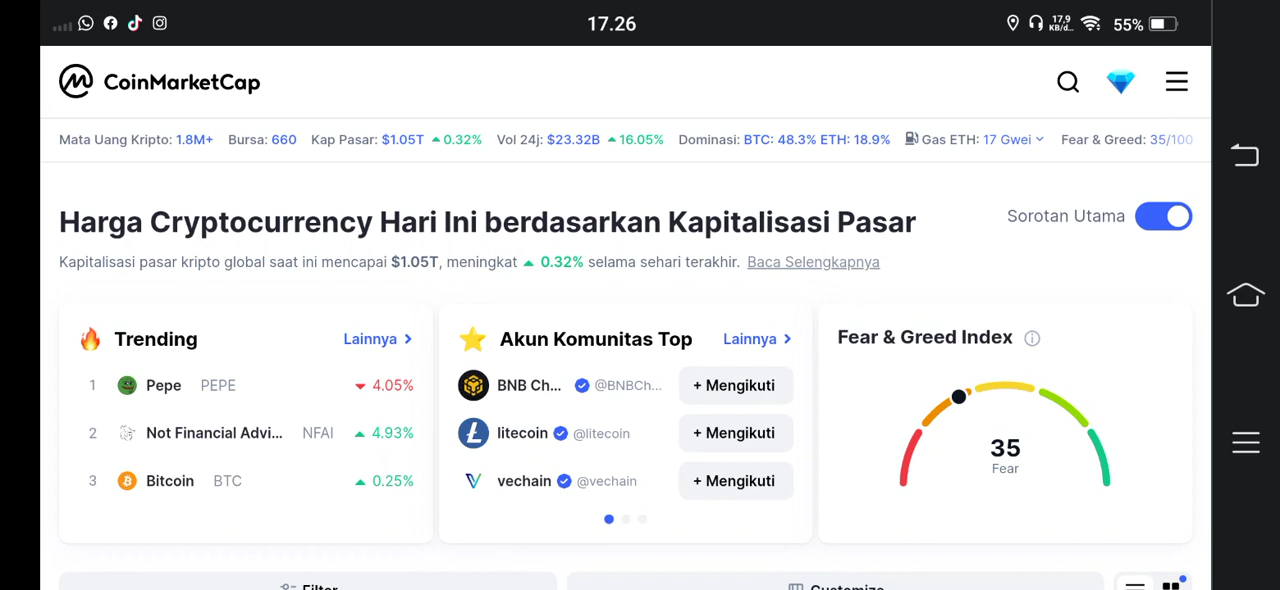 17.26
17,9
KB/d...
55%
CoinMarketCap
Mata Uang Kripto: 1.8M+ Bursa: 660 Kap Pasar: $1.05T 0.32% Vol 24j: $23.32B 16.05% Dominasi: BTC: 48.3% ETH: 18.9% Gas ETH: 17 Gwei Fear & Greed: 35/100
Harga Cryptocurrency Hari Ini berdasarkan Kapitalisasi Pasar
Sorotan Utama
Kapitalisasi pasar kripto global saat ini mencapai $1.05T, meningkat 0.32% selama sehari terakhir. Baca Selengkapnya
Trending Lainnya
1 Pepe PEPE 4.05%
2 Not Financial Advi... NFAI 4.93%
3 Bitcoin BTC 0.25%
Akun Komunitas Top Lainnya
BNB Ch... @BNBCh... + Mengikuti
litecoin @litecoin + Mengikuti
vechain @vechain + Mengikuti
Fear & Greed Index
35
Fear
Filter
Customize